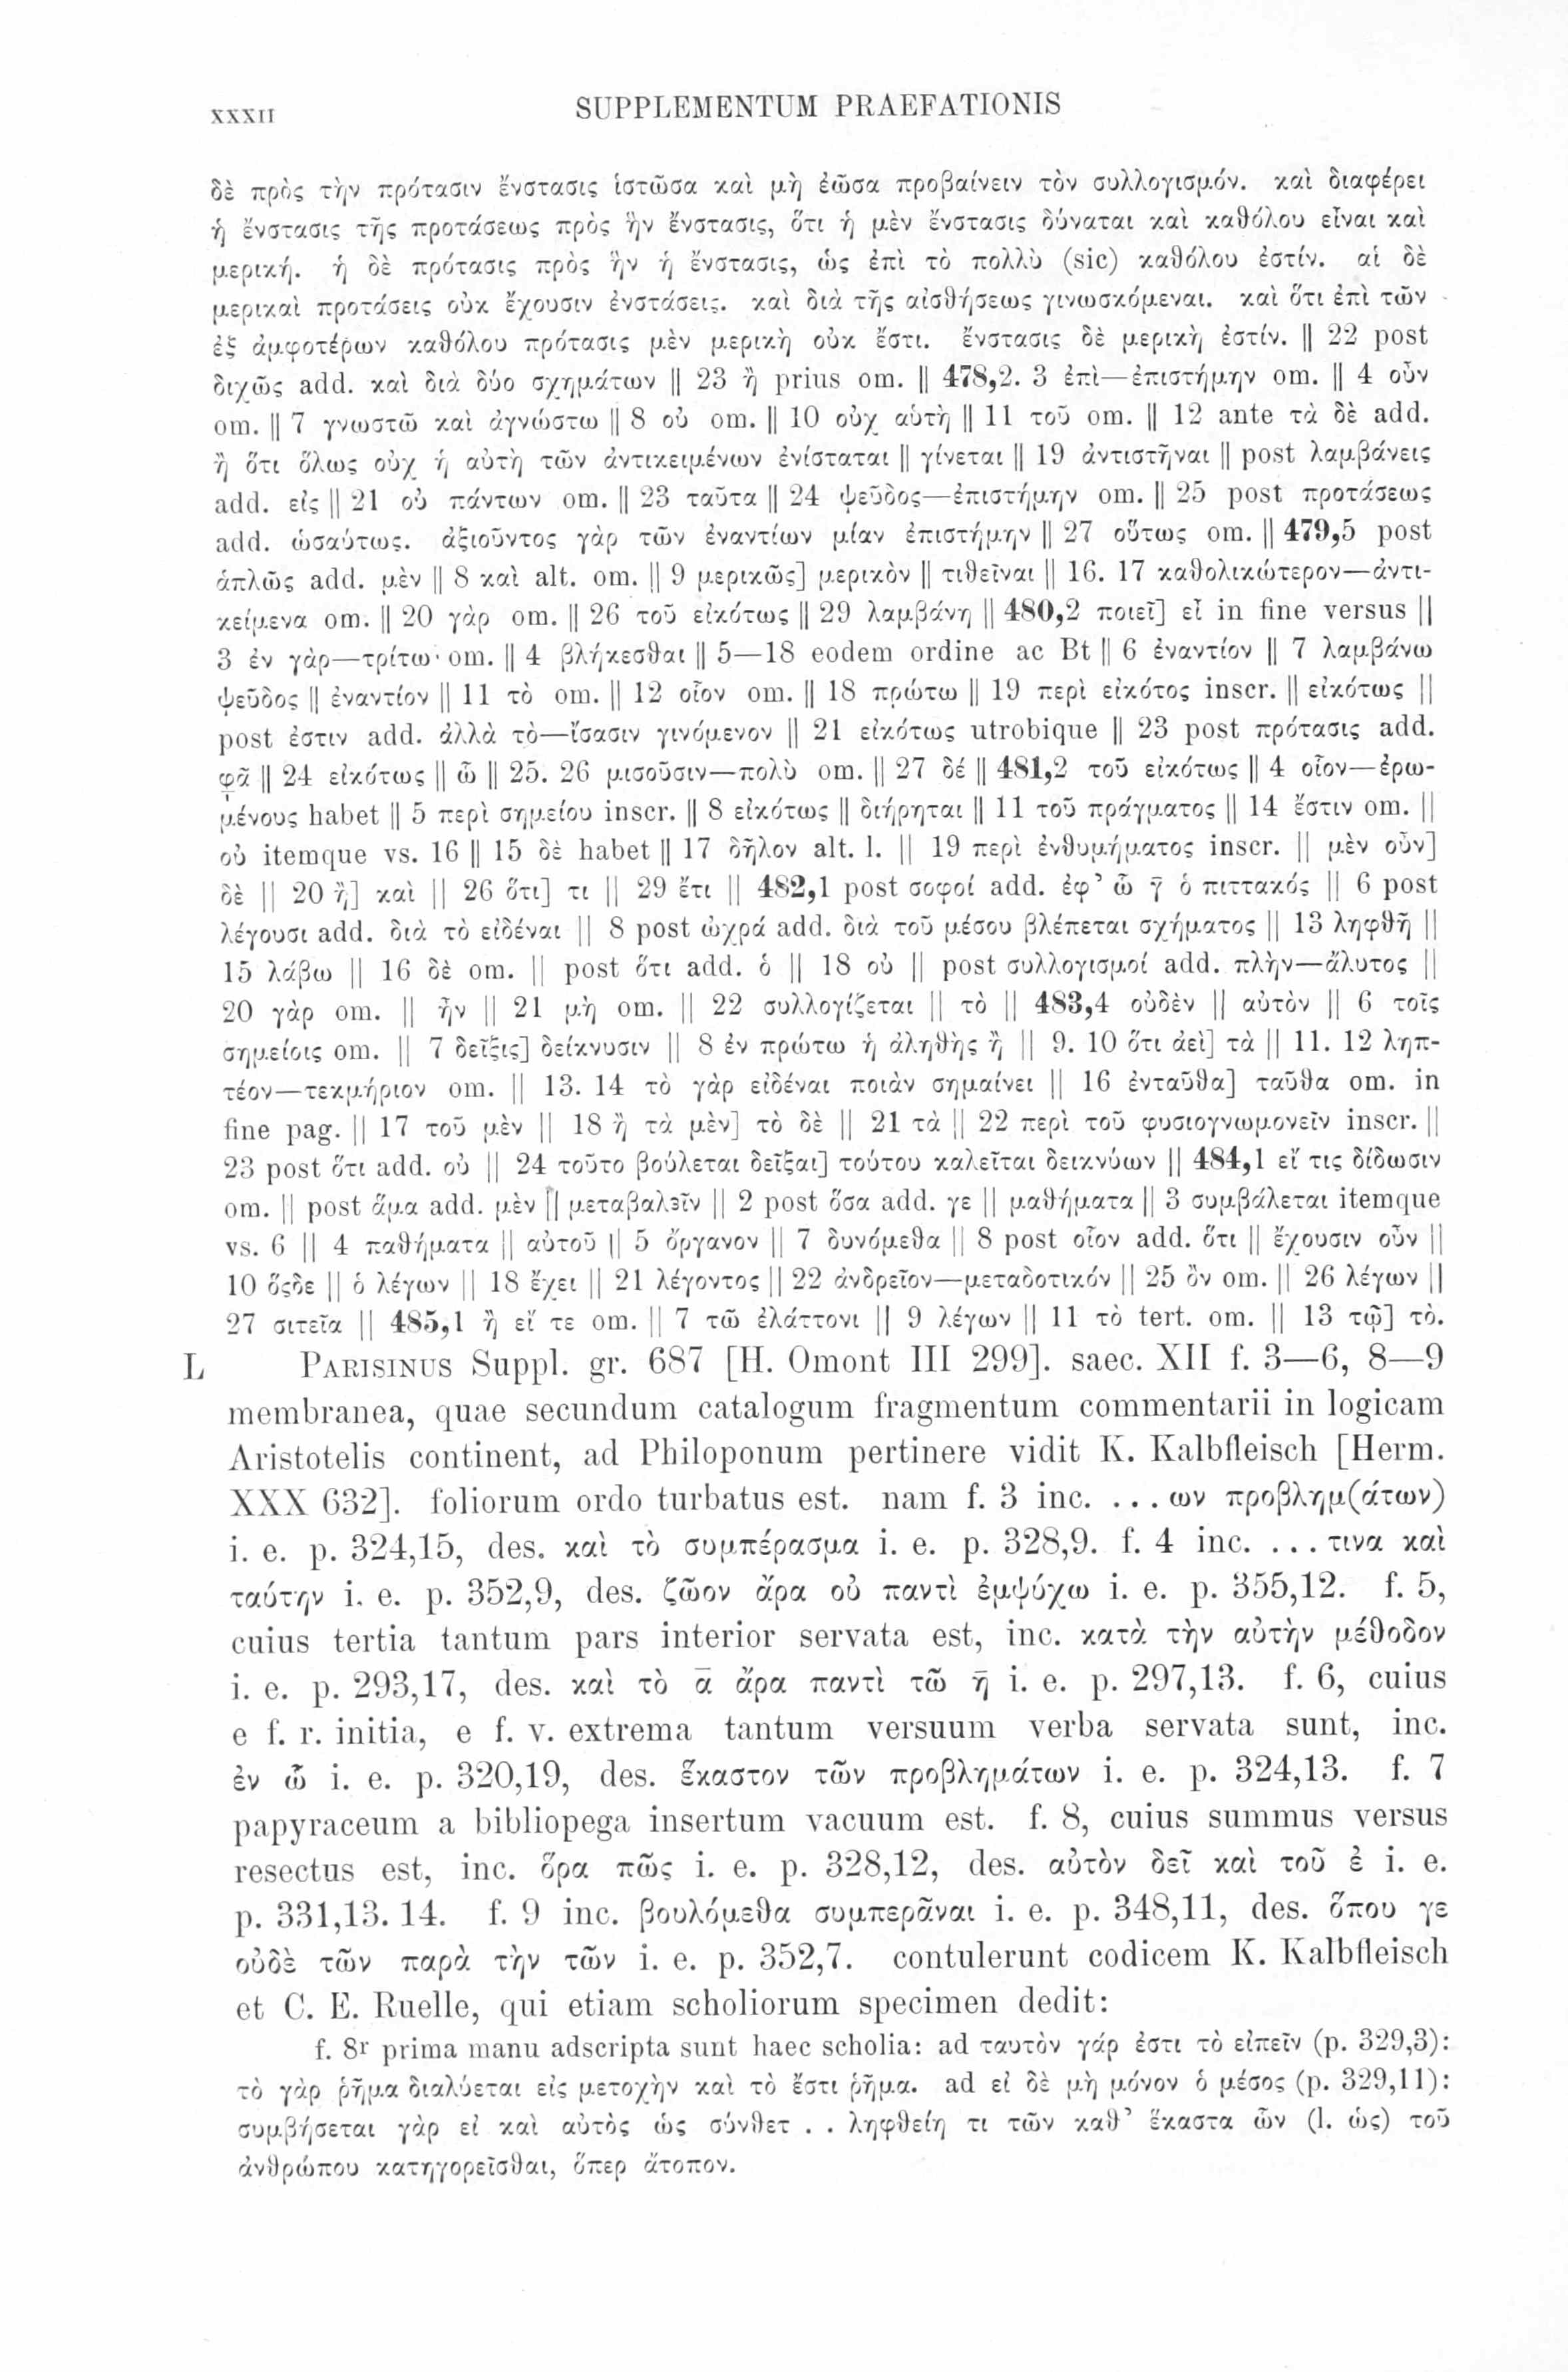 XXXII
SUPPLEMENTUM PRAEFATIONIS
δὲ πρὸς τὴν πρότασιν ἔνστασις ἱστῶσα καὶ μὴ ἐῶσα προβαίνειν τὸν συλλογισμόν. καὶ διαφέρει
ἡ ἔνστασις τῆς προτάσεως πρὸς ἣν ἔνστασις, ὅτι ἡ μὲν ἔνστασις δύναται καὶ καθόλου εἶναι καὶ
μερική. ἡ δὲ πρότασις πρὸς ἣν ἡ ἔνστασις, ὡς ἐπὶ τὸ πολλὺ (sic) καθόλου ἐστίν. αἱ δὲ
μερικαὶ προτάσεις οὐκ ἔχουσιν ἐνστάσεις. καὶ διὰ τῆς αἰσθήσεως γινωσκόμεναι. καὶ ὅτι ἐπὶ τῶν
ἐξ ἀμφοτέρων καθόλου πρότασις μὲν μερικὴ οὐκ ἔστι. ἔνστασις δὲ μερικὴ ἐστίν. || 22 post
διχῶς add. καὶ διὰ δύο σχημάτων || 23 ἢ prius om. || 478,2. 3 ἐπὶ—ἐπιστήμην om. || 4 οὖν
om. || 7 γνωστῶ καὶ ἀγνώστω || 8 οὐ om. || 10 οὐχ αὑτὴ || 11 τοῦ om. || 12 ante τὰ δὲ add.
ἢ ὅτι ὅλως οὐχ ἡ αὐτὴ τῶν ἀντικειμένων ἐνίσταται || γίνεται || 19 ἀντιστῆναι || post λαμβάνεις
add. εἰς || 21 οὐ πάντων om. || 23 ταῦτα || 24 ψεῦδος—ἐπιστήμην om. || 25 post προτάσεως
add. ὡσαύτως. ἀξιοῦντος γὰρ τῶν ἐναντίων μίαν ἐπιστήμην || 27 οὕτως om. || 479,5 post
ἁπλῶς add. μὲν || 8 καὶ alt. om. || 9 μερικῶς] μερικὸν || τιθεῖναι || 16. 17 καθολικώτερον—ἀντι-
κείμενα om. || 20 γὰρ om. || 26 τοῦ εἰκότως || 29 λαμβάνη || 480,2 ποιεῖ] εἶ in fine versus ||
3 ἐν γὰρ—τρίτω om. || 4 βλήκεσθαι || 5—18 eodem ordine ac Bt || 6 ἐναντίον || 7 λαμβάνω
ψεῦδος || ἐναντίον || 11 τὸ om. || 12 οἷον om. || 18 πρώτω || 19 περὶ εἰκότος inscr. || εἰκότως ||
post ἐστιν add. ἀλλὰ τὸ—ἴσασιν γινόμενον || 21 εἰκότως utrobique || 23 post πρότασις add.
φᾶ || 24 εἰκότως || ὦ || 25. 26 μισοῦσιν—πολὺ om. || 27 δέ || 481,2 τοῦ εἰκότως || 4 οἷον—ἐρω-
μένους habet || 5 περὶ σημείου inscr. || 8 εἰκότως || διήρηται || 11 τοῦ πράγματος || 14 ἔστιν om. ||
οὐ itemque vs. 16 || 15 δὲ habet || 17 δῆλον alt. l. || 19 περὶ ἐνθυμήματος inscr. || μὲν οὖν]
δὲ || 20 ἢ] καὶ || 26 ὅτι] τι || 29 ἔτι || 482,1 post σοφοί add. ἐφ’ ὦ γ̄ ὁ πιττακός || 6 post
λέγουσι add. διὰ τὸ εἰδέναι || 8 post ὠχρά add. διὰ τοῦ μέσου βλέπεται σχήματος || 13 ληφθῆ ||
15 λάβω || 16 δὲ om. || post ὅτι add. ὁ || 18 οὐ || post συλλογισμοί add. πλὴν—ἄλυτος ||
20 γὰρ om. || ἦν || 21 μὴ om. || 22 συλλογίζεται || τὸ || 483,4 οὐδὲν || αὐτὸν || 6 τοῖς
σημείοις om. || 7 δεῖξις] δείκνυσιν || 8 ἐν πρώτω ἡ ἀληθὴς ἢ || 9. 10 ὅτι ἀεὶ] τὰ || 11. 12 ληπ-
τέον—τεκμήριον om. || 13. 14 τὸ γὰρ εἰδέναι ποιὰν σημαίνει || 16 ἐνταῦθα] ταῦθα om. in
fine pag. || 17 τοῦ μὲν || 18 ἢ τὰ μὲν] τὸ δὲ || 21 τὰ || 22 περὶ τοῦ φυσιογνωμονεῖν inscr. ||
23 post ὅτι add. οὐ || 24 τοῦτο βούλεται δεῖξαι] τούτου καλεῖται δεικνύων || 484,1 εἴ τις δίδωσιν
om. || post ἅμα add. μὲν || μεταβαλεῖν || 2 post ὅσα add. γε || μαθήματα || 3 συμβάλεται itemque
vs. 6 || 4 παθήματα || αὐτοῦ || 5 ὄργανον || 7 δυνόμεθα || 8 post οἷον add. ὅτι || ἔχουσιν οὖν ||
10 ὅςδε || ὁ λέγων || 18 ἔχει || 21 λέγοντος || 22 ἀνδρεῖον—μεταδοτικόν || 25 ὂν om. || 26 λέγων ||
27 σιτεῖα || 485,1 ἢ εἴ τε om. || 7 τῶ ἐλάττονι || 9 λέγων || 11 τὸ tert. om. || 13 τῷ] τὸ.
L PARISINUS Suppl. gr. 687 [H. Omont III 299]. saec. XII f. 3—6, 8—9
membranea, quae secundum catalogum fragmentum commentarii in logicam
Aristotelis continent, ad Philoponum pertinere vidit K. Kalbfleisch [Herm.
XXX 632]. foliorum ordo turbatus est. nam f. 3 inc. ... ων προβλημ(άτων)
i. e. p. 324,15, des. καὶ τὸ συμπέρασμα i. e. p. 328,9. f. 4 inc. ... τινα καὶ
ταύτην i. e. p. 352,9, des. ζῶον ἄρα οὐ παντὶ ἐμψύχω i. e. p. 355,12. f. 5,
cuius tertia tantum pars interior servata est, inc. κατὰ τὴν αὐτὴν μέθοδον
i. e. p. 293,17, des. καὶ τὸ ᾱ ἄρα παντὶ τῶ η̄ i. e. p. 297,13. f. 6, cuius
e f. r. initia, e f. v. extrema tantum versuum verba servata sunt, inc.
ἐν ὧ i. e. p. 320,19, des. ἕκαστον τῶν προβλημάτων i. e. p. 324,13. f. 7
papyraceum a bibliopega insertum vacuum est. f. 8, cuius summus versus
resectus est, inc. ὅρα πῶς i. e. p. 328,12, des. αὐτὸν δεῖ καὶ τοῦ ἐ i. e.
p. 331,13. 14. f. 9 inc. βουλόμεθα συμπερᾶναι i. e. p. 348,11, des. ὅπου γε
οὐδὲ τῶν παρὰ τὴν τῶν i. e. p. 352,7. contulerunt codicem K. Kalbfleisch
et C. E. Ruelle, qui etiam scholiorum specimen dedit:
f. 8r prima manu adscripta sunt haec scholia: ad ταυτὸν γάρ ἐστι τὸ εἰπεῖν (p. 329,3):
τὸ γὰρ ῥῆμα διαλύεται εἰς μετοχὴν καὶ τὸ ἔστι ῥῆμα. ad εἰ δὲ μὴ μόνον ὁ μέσος (p. 329,11):
συμβήσεται γὰρ εἰ καὶ αὐτὸς ὡς σύνθετ . . ληφθείη τι τῶν καθ’ ἕκαστα ὧν (l. ὡς) τοῦ
ἀνθρώπου κατηγορεῖσθαι, ὅπερ ἄτοπον.